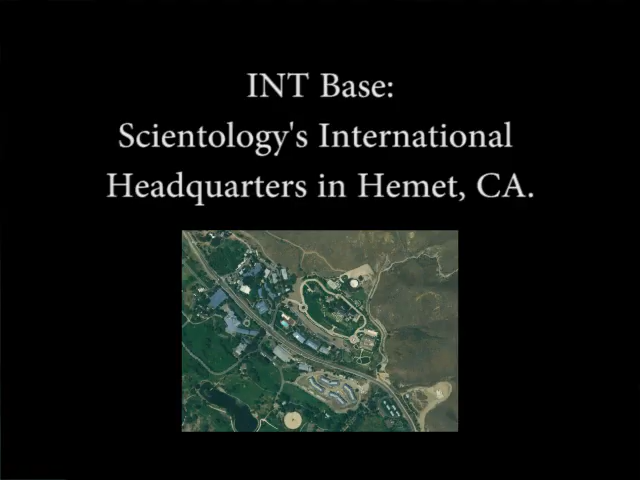 INT Base:
Scientology's International
Headquarters in Hemet, CA.